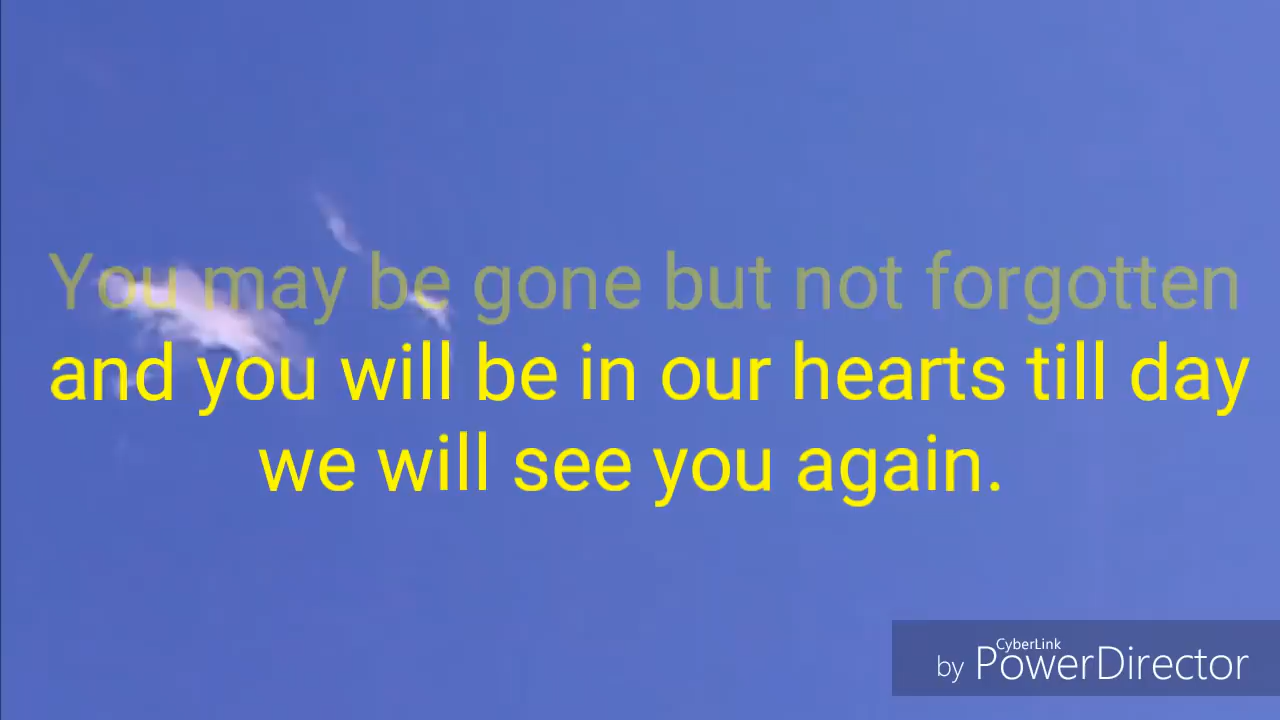 You may be gone but not forgotten
and you will be in our hearts till day
we will see you again.
CyberLink
by PowerDirector